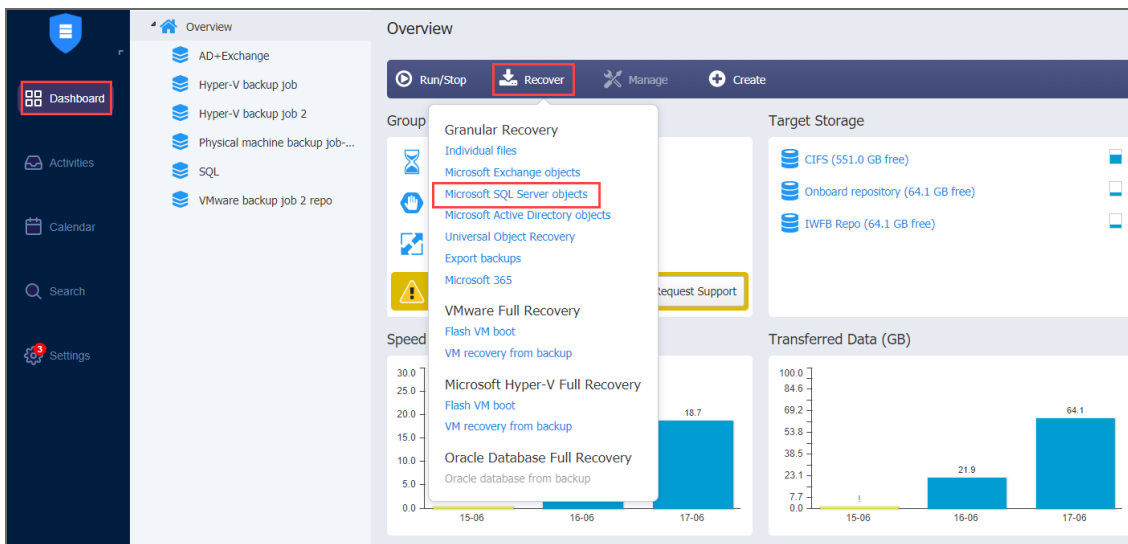 Dashboard
Activities
Calendar
Search
3
Settings
Overview
AD+Exchange
Hyper-V backup job
Hyper-V backup job 2
Physical machine backup job-...
SQL
VMware backup job 2 repo
Overview
Run/Stop
Recover
Manage
Create
Group
Granular Recovery
Individual files
Microsoft Exchange objects
Microsoft SQL Server objects
Microsoft Active Directory objects
Universal Object Recovery
Export backups
Microsoft 365
VMware Full Recovery
Flash VM boot
VM recovery from backup
Microsoft Hyper-V Full Recovery
Flash VM boot
VM recovery from backup
Oracle Database Full Recovery
Oracle database from backup
equest Support
Target Storage
CIFS (551.0 GB free)
Onboard repository (64.1 GB free)
IWFB Repo (64.1 GB free)
Speed
30.0
25.0
20.0
15.0
10.0
5.0
0.0
18.7
15-06 16-06 17-06
Transferred Data (GB)
100.0
84.6
69.2
53.8
38.5
23.1
7.7
0.0
!
21.9
64.1
15-06 16-06 17-06